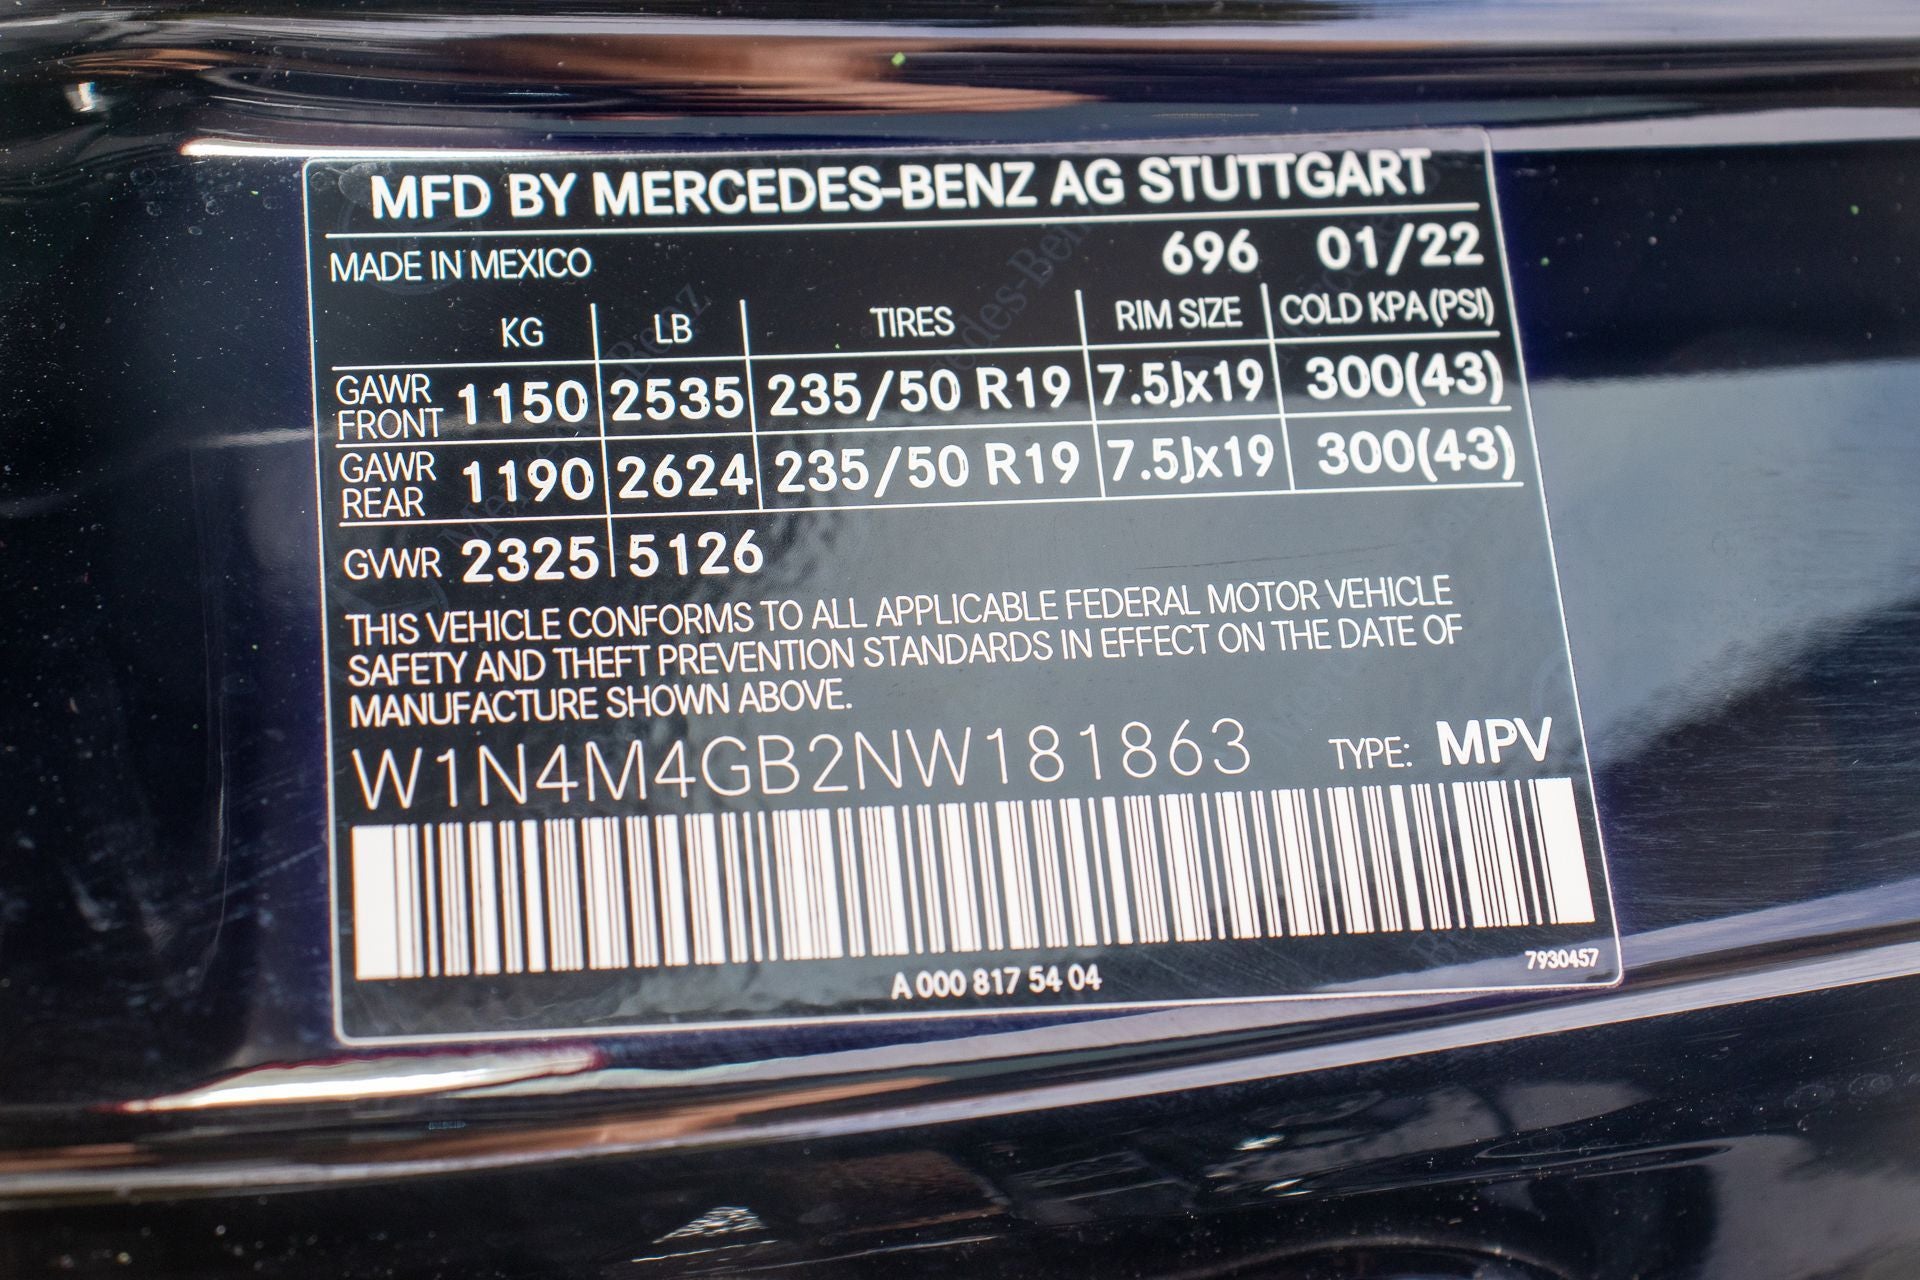 MFD BY MERCEDES-BENZ AG STUTTGART
MADE IN MEXICO 696 01/22
KG LB TIRES RIM SIZE COLD KPA(PSI)
GAWR FRONT 1150 2535 235/50 R19 7.5Jx19 300(43)
GAWR REAR 1190 2624 235/50 R19 7.5Jx19 300(43)
GVWR 2325 5126
THIS VEHICLE CONFORMS TO ALL APPLICABLE FEDERAL MOTOR VEHICLE
SAFETY AND THEFT PREVENTION STANDARDS IN EFFECT ON THE DATE OF
MANUFACTURE SHOWN ABOVE.
W1N4M4GB2NW181863 TYPE: MPV
A 000 817 54 04
7930457